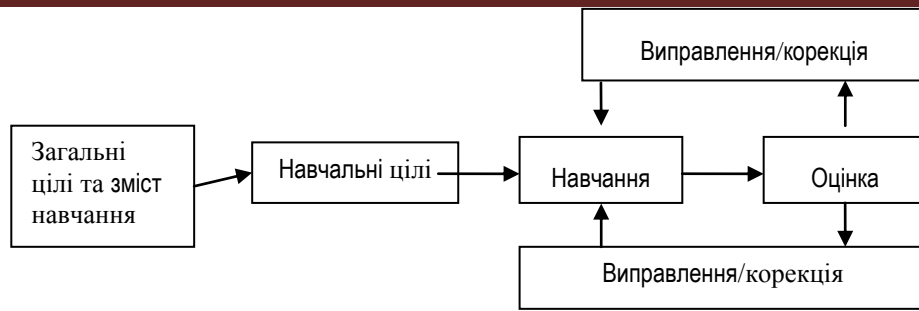 Виправлення/корекція
Загальні
цілі та зміст
навчання
Навчальні цілі
Навчання
Оцінка
Виправлення/корекція